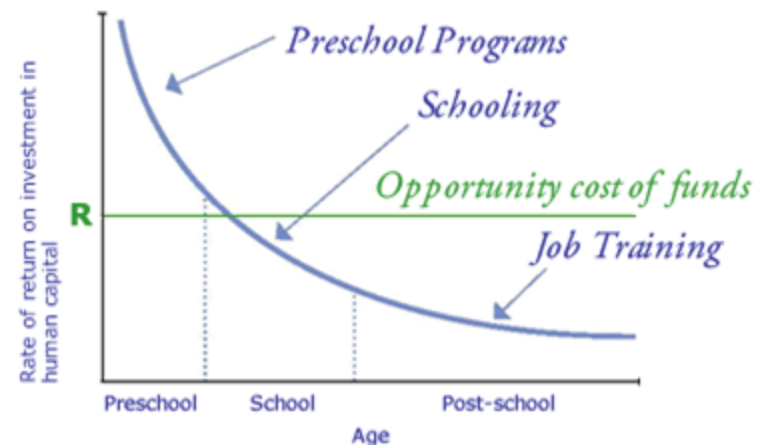 Preschool Programs
Schooling
Opportunity cost of funds
R
Job Training
Rate of return on investment in
human capital
Preschool
School
Post-school
Age